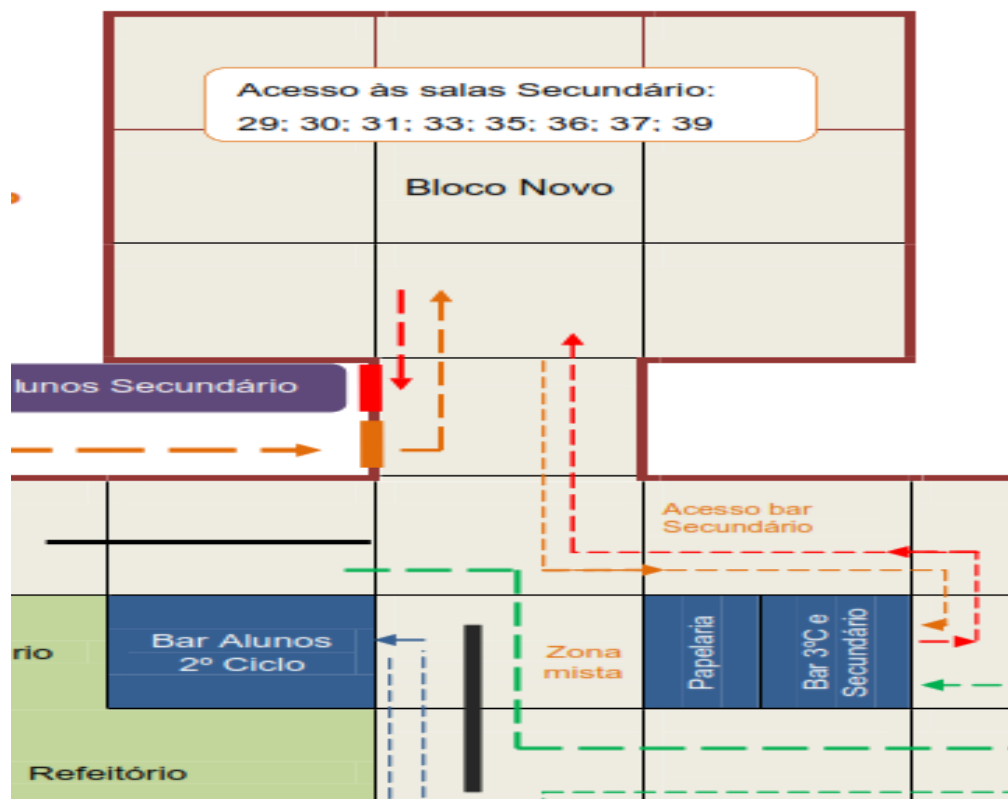 Acesso às salas Secundário:
29; 30; 31; 33; 35; 36; 37; 39
Bloco Novo
lunos Secundário
Acesso bar
Secundário
rio
Bar Alunos
2º Ciclo
Zona
mista
Papelaria
Bar 3ºC e
Secundário
Refeitório